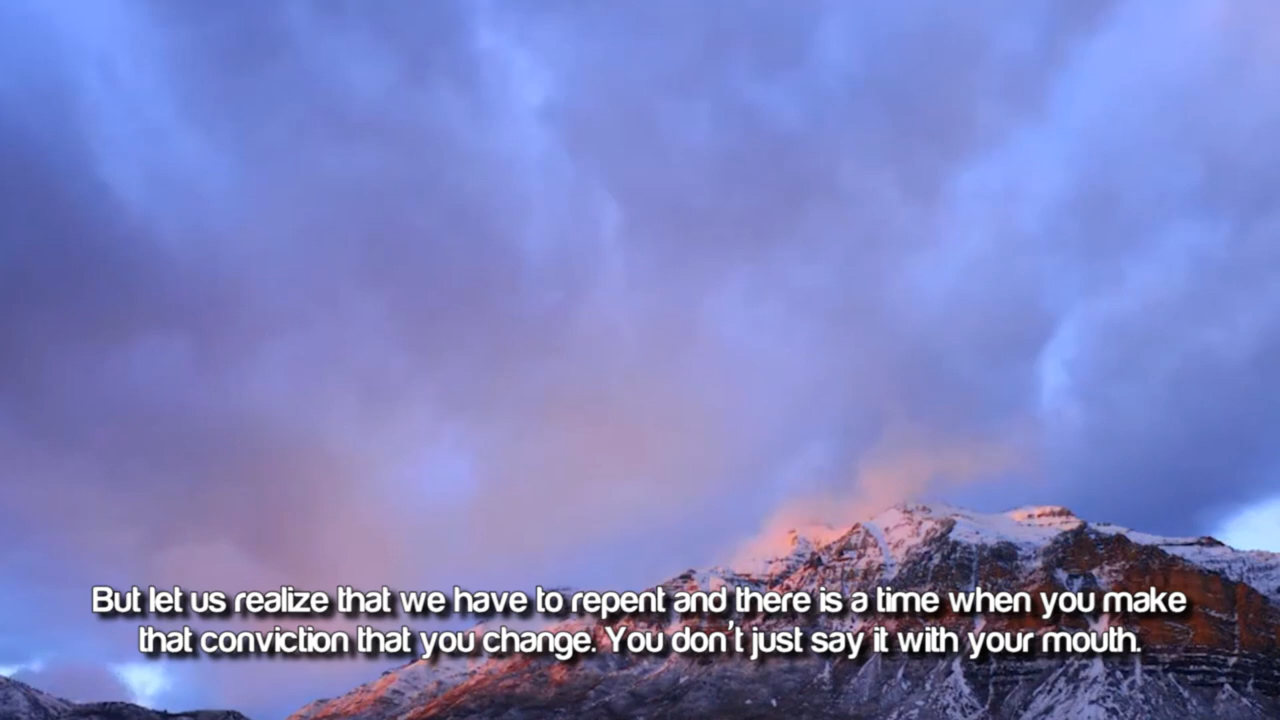 But let us realize that we have to repent and there is a time when you make
that conviction that you change. You don't just say it with your mouth.